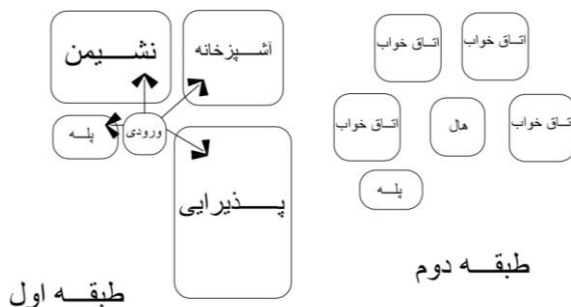 نشیمن
آشپزخانه
پله
ورودی
پذیرایی
طبقه اول
اتاق خواب
اتاق خواب
اتاق خواب
هال
اتاق خواب
پله
طبقه دوم